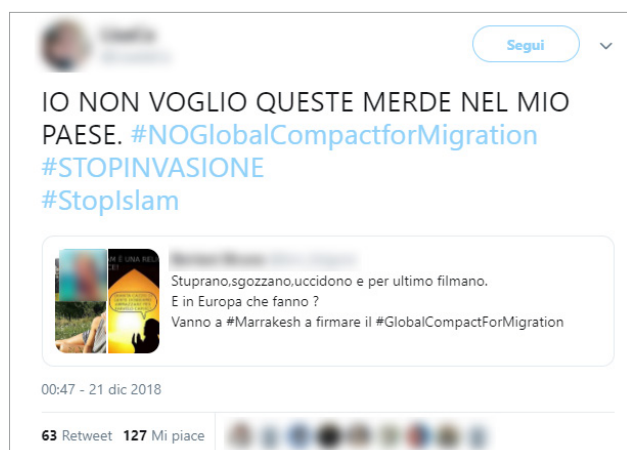 Segui
IO NON VOGLIO QUESTE MERDE NEL MIO
PAESE. #NOGlobalCompactforMigration
#STOPINVASIONE
#StopIslam
Stuprano,sgozzano,uccidono e per ultimo filmano.
E in Europa che fanno ?
Vanno a #Marrakesh a firmare il #GlobalCompactForMigration
00:47 - 21 dic 2018
63 Retweet 127 Mi piace